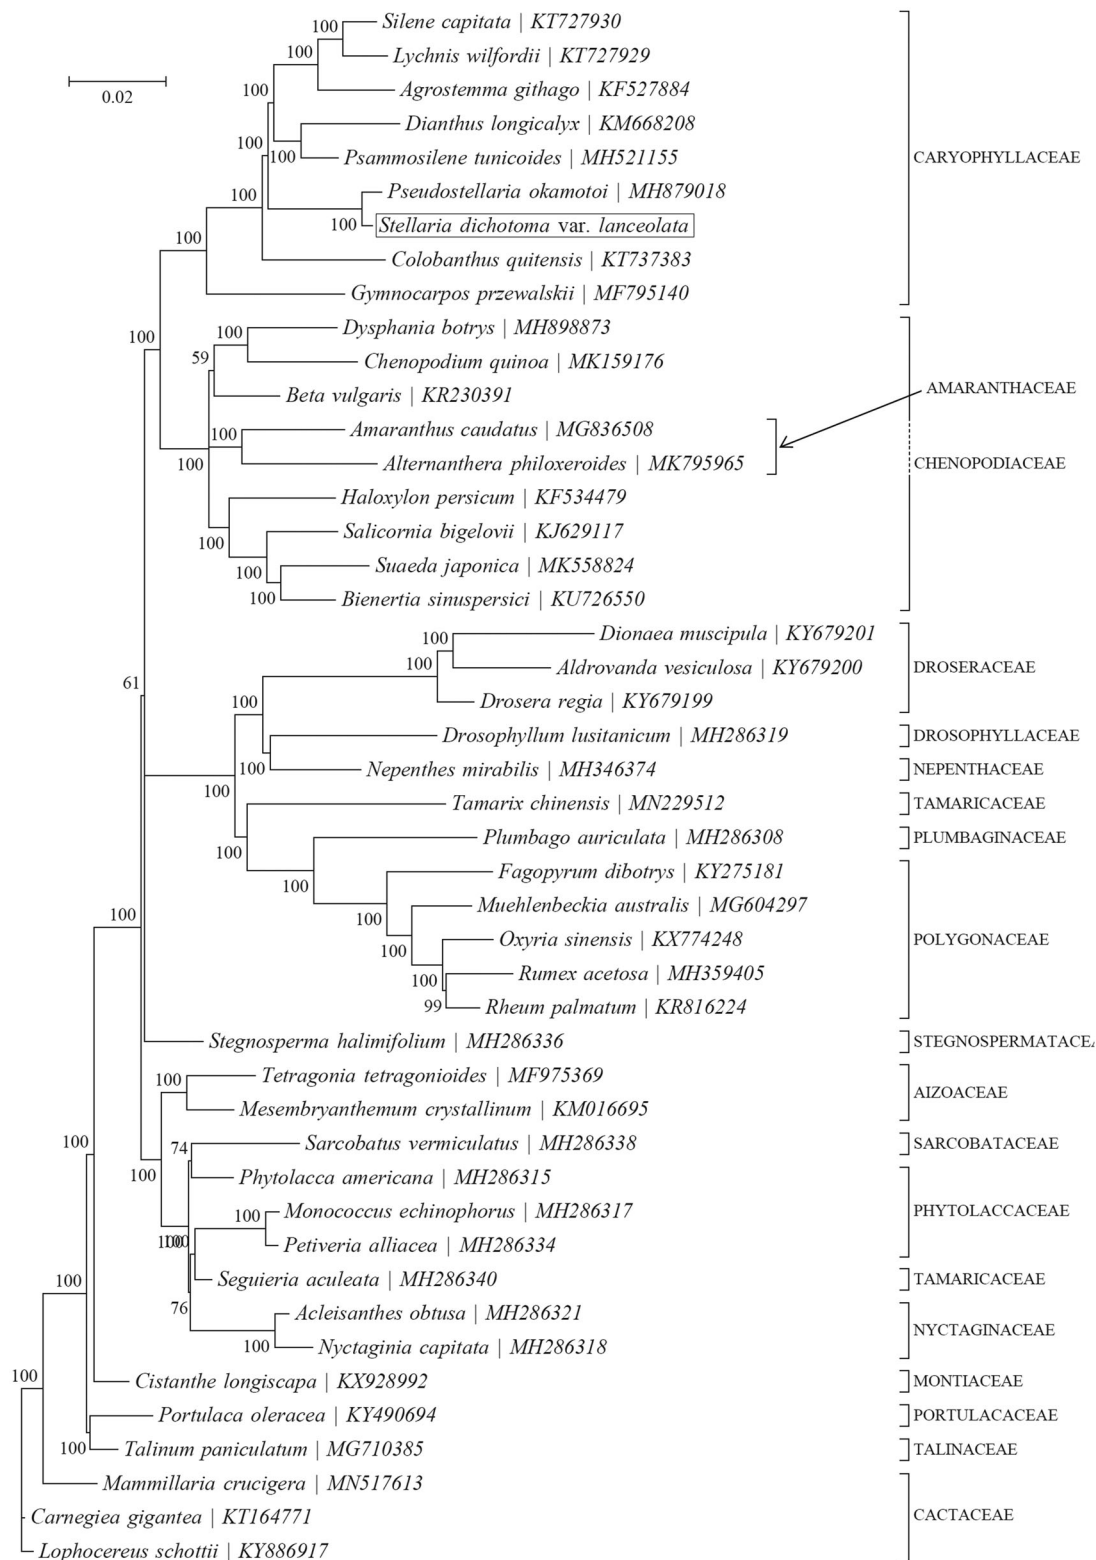 100
Silene capitata | KT727930
100
Lychnis wilfordii | KT727929
0.02
100
Agrostemma githago | KF527884
Dianthus longicalyx | KM668208
100
100
Psammosilene tunicoides | MH521155
CARYOPHYLLACEAE
100
Pseudostellaria okamotoi | MH879018
100
Stellaria dichotoma var. lanceolata
100
Colobanthus quitensis | KT737383
Gymnocarpos przewalskii | MF795140
100
100
Dysphania botrys | MH898873
59
Chenopodium quinoa | MK159176
Beta vulgaris | KR230391
AMARANTHACEAE
100
Amaranthus caudatus | MG836508
100
Alternanthera philoxeroides | MK795965
CHENOPODIACEAE
Haloxylon persicum | KF534479
Salicornia bigelovii | KJ629117
100
Suaeda japonica | MK558824
100
100
Bienertia sinuspersici | KU726550
100
Dionaea muscipula | KY679201
100
Aldrovanda vesiculosa | KY679200
DROSERACEAE
61
100
Drosera regia | KY679199
Drosophyllum lusitanicum | MH286319
DROSOPHYLLACEAE
100
Nepenthes mirabilis | MH346374
NEPENTHACEAE
100
Tamarix chinensis | MN229512
TAMARICACEAE
100
Plumbago auriculata | MH286308
PLUMBAGINACEAE
100
Fagopyrum dibotrys | KY275181
100
100
Muehlenbeckia australis | MG604297
100
Oxyria sinensis | KX774248
POLYGONACEAE
100
Rumex acetosa | MH359405
99
Rheum palmatum | KR816224
Stegnosperma halimifolium | MH286336
100
Tetragonia tetragonioides | MF975369
AIZOACEAE
Mesembryanthemum crystallinum | KM016695
100
74
Sarcobatus vermiculatus | MH286338
SARCOBATACEAE
100
Phytolacca americana | MH286315
100
Monococcus echinophorus | MH286317
PHYTOLACCACEAE
100
100
Petiveria alliacea | MH286334
100
Seguieria aculeata | MH286340
TAMARICACEAE
76
Acleisanthes obtusa | MH286321
NYCTAGINACEAE
100
Nyctaginia capitata | MH286318
100
Cistanthe longiscapa | KX928992
MONTIACEAE
Portulaca oleracea | KY490694
PORTULACACEAE
100
Talinum paniculatum | MG710385
TALINACEAE
Mammillaria crucigera | MN517613
Carnegiea gigantea | KT164771
CACTACEAE
Lophocereus schottii | KY886917